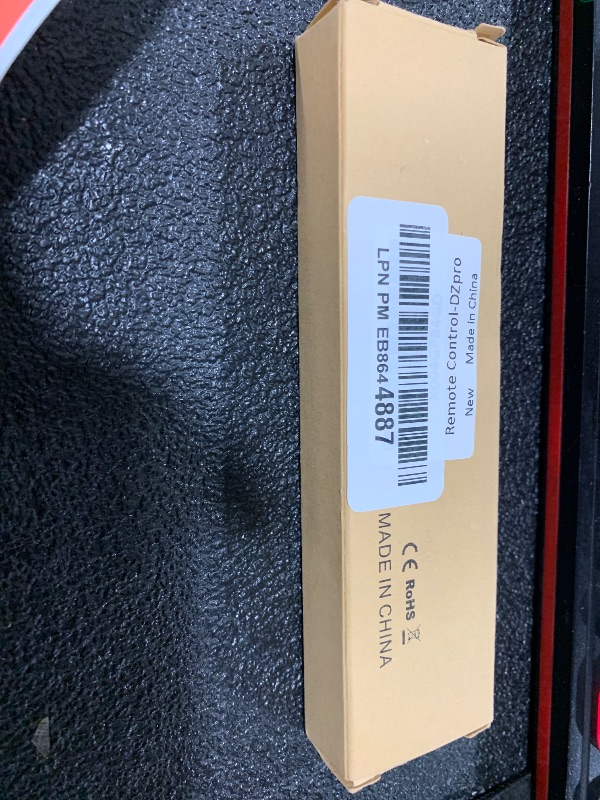 LPN PM EB8644887
Remote Control-DZpro
New Made in China
CE RoHS
MADE IN CHINA